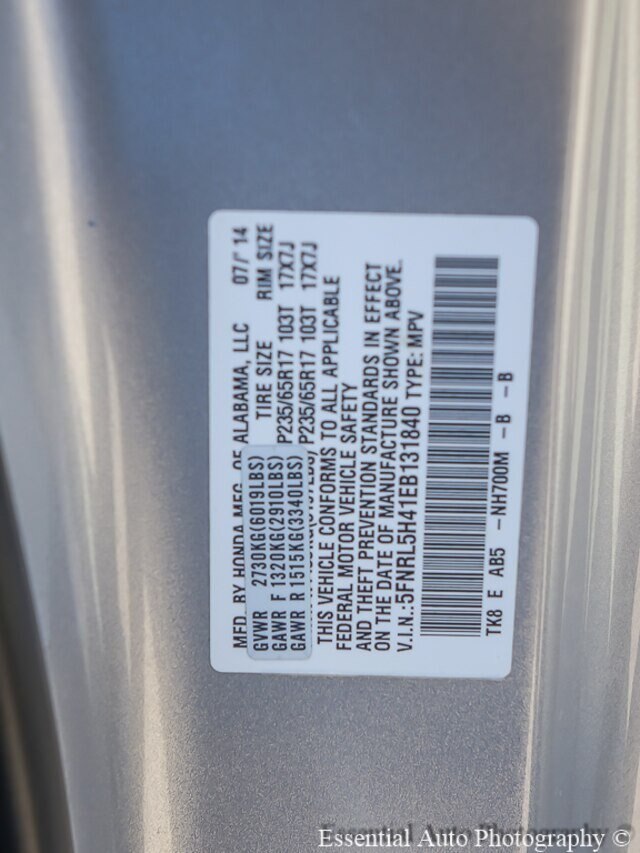 MFD. BY HONDA MFG. OF ALABAMA, LLC 07/'14
TIRE SIZE RIM SIZE
GVWR 2730KG(6019LBS)
GAWR F 1320KG(2910LBS) P235/65R17 103T 17X7J
GAWR R 1515KG(3340LBS) P235/65R17 103T 17X7J
THIS VEHICLE CONFORMS TO ALL APPLICABLE
FEDERAL MOTOR VEHICLE SAFETY
AND THEFT PREVENTION STANDARDS IN EFFECT
ON THE DATE OF MANUFACTURE SHOWN ABOVE.
V.I.N.:5FNRL5H41EB131840 TYPE: MPV
TK8 E AB5 -NH700M -B -B
Essential Auto Photography ©